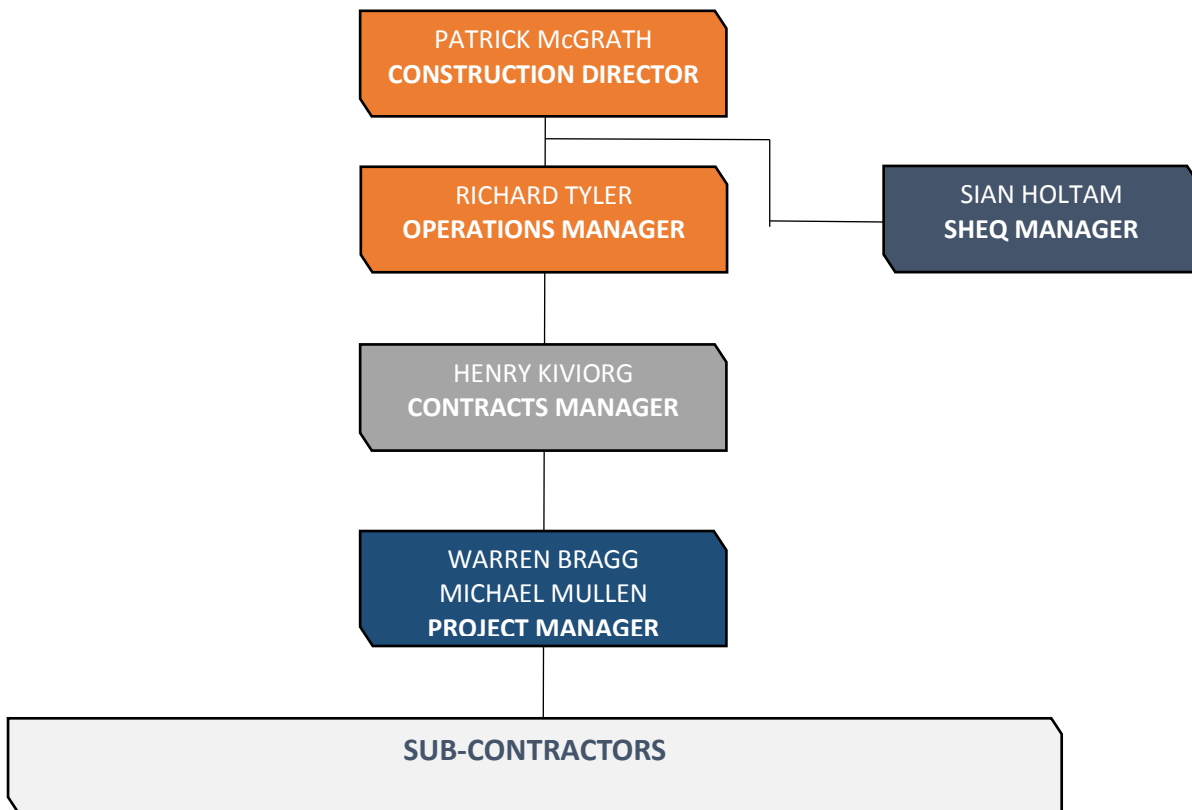 PATRICK McGRATH
CONSTRUCTION DIRECTOR
RICHARD TYLER
OPERATIONS MANAGER
SIAN HOLTAM
SHEQ MANAGER
HENRY KIVIORG
CONTRACTS MANAGER
WARREN BRAGG
MICHAEL MULLEN
PROJECT MANAGER
SUB-CONTRACTORS